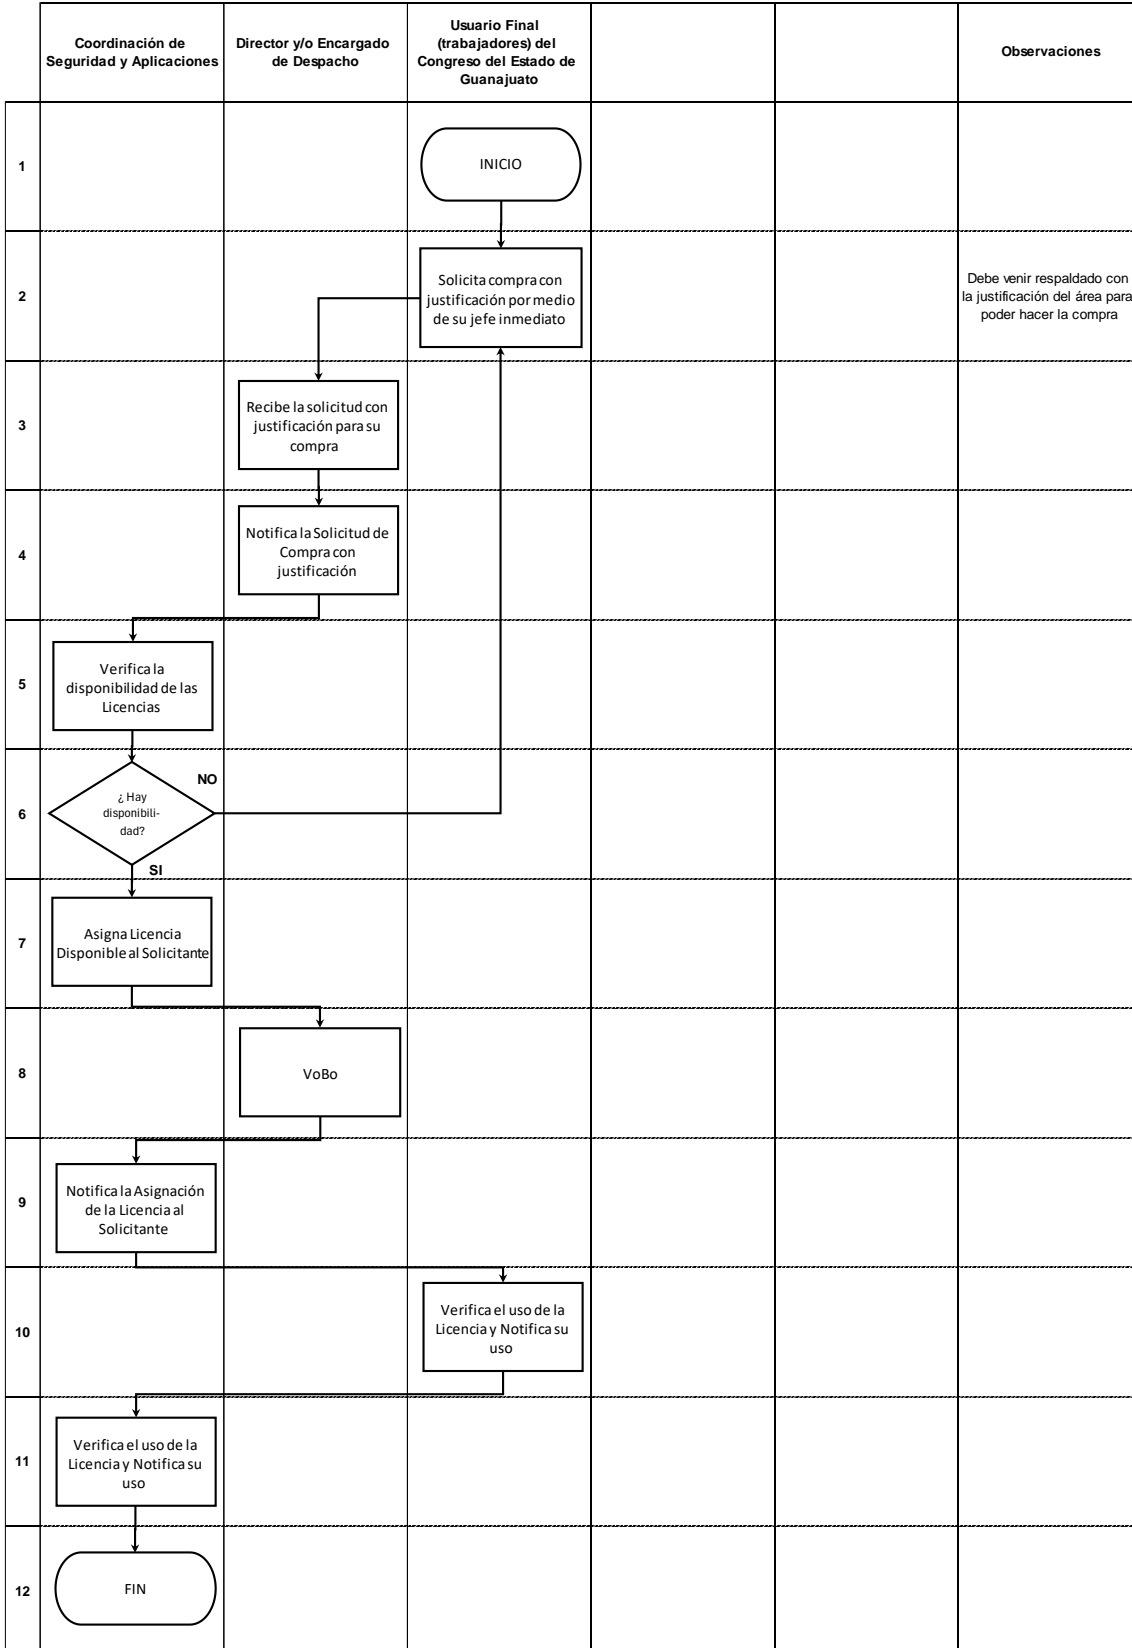 Coordinación de
Seguridad y Aplicaciones
Director y/o Encargado
de Despacho
Usuario Final
(trabajadores) del
Congreso del Estado de
Guanajuato
Observaciones
1
INICIO
2
Solicita compra con
justificación por medio
de su jefe inmediato
Debe venir respaldado con
la justificación del área para
poder hacer la compra
3
Recibe la solicitud con
justificación para su
compra
4
Notifica la Solicitud de
Compra con
justificación
5
Verifica la
disponibilidad de las
Licencias
6
¿ Hay
disponibili-
dad?
NO
SI
7
Asigna Licencia
Disponible al Solicitante
8
VoBo
9
Notifica la Asignación
de la Licencia al
Solicitante
10
Verifica el uso de la
Licencia y Notifica su
uso
11
Verifica el uso de la
Licencia y Notifica su
uso
12
FIN